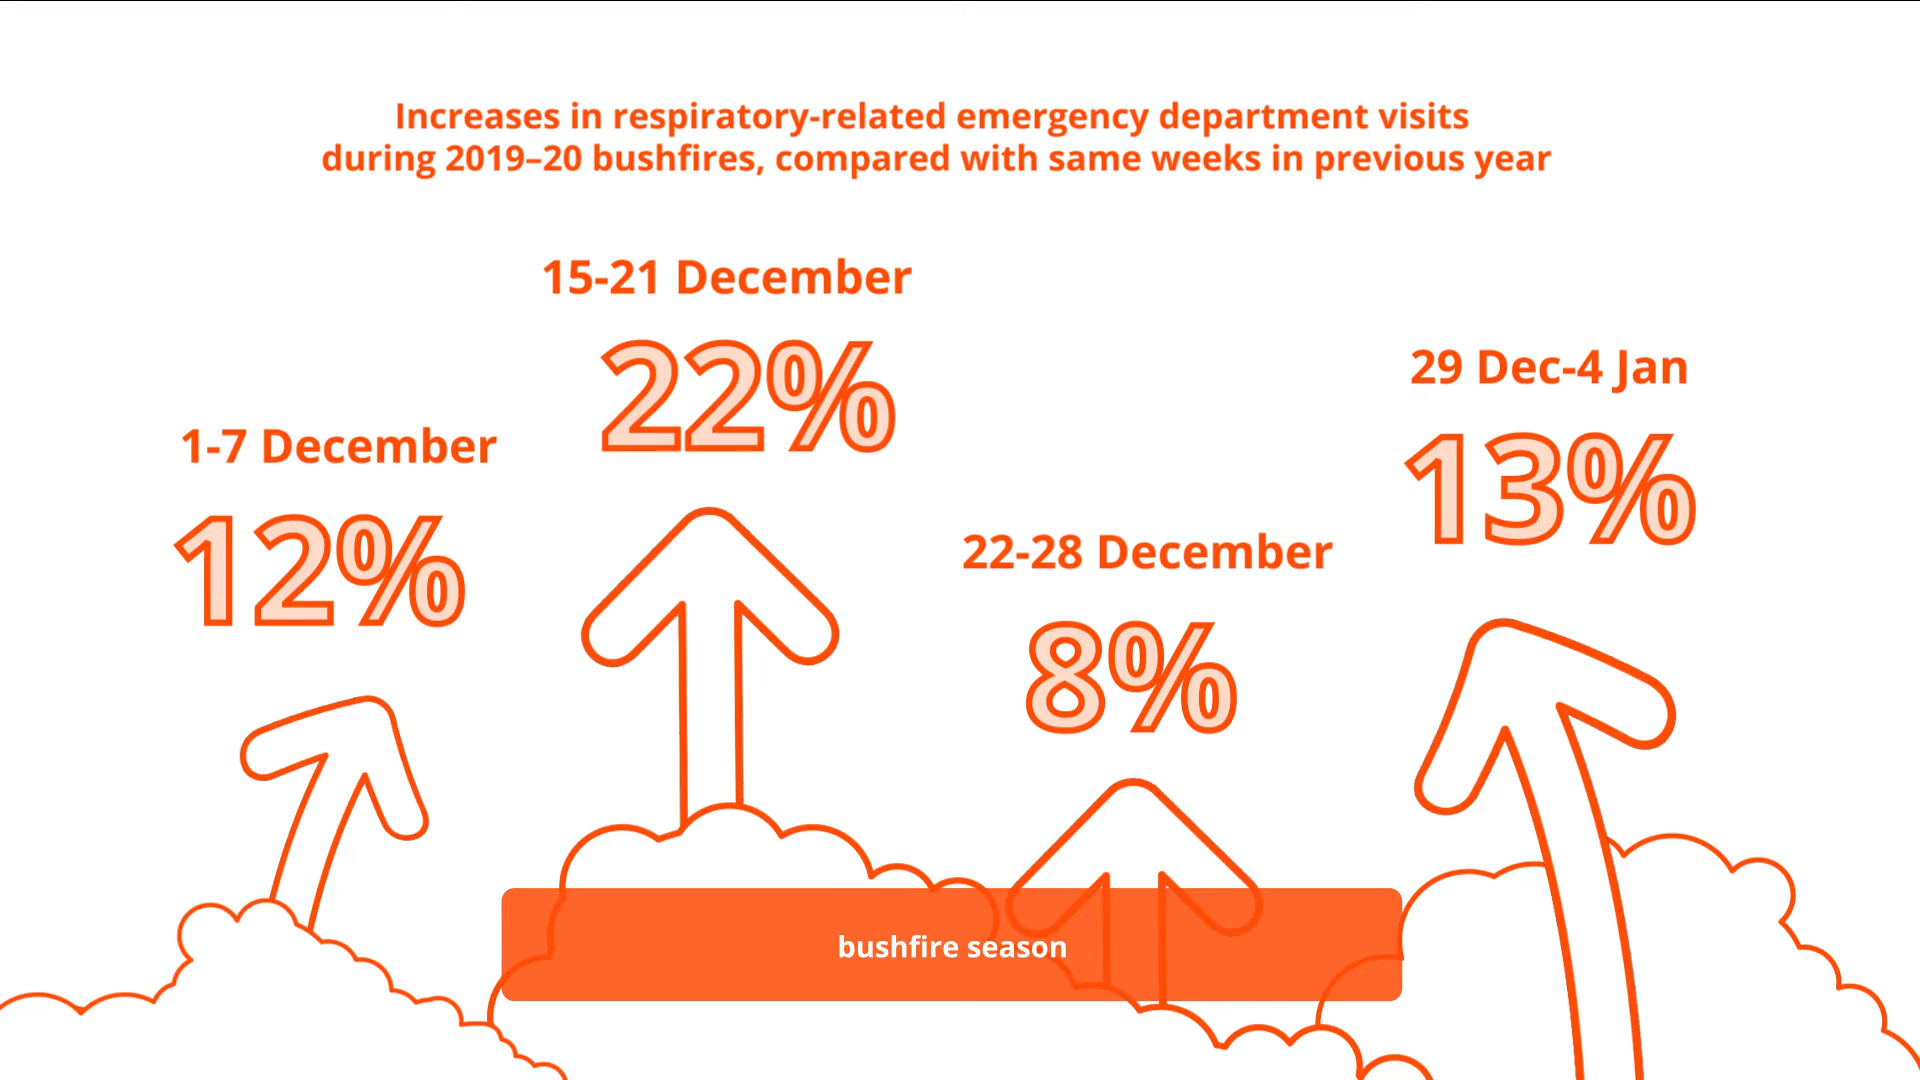 Increases in respiratory-related emergency department visits
during 2019–20 bushfires, compared with same weeks in previous year
1-7 December
12%
15-21 December
22%
22-28 December
8%
29 Dec-4 Jan
13%
bushfire season